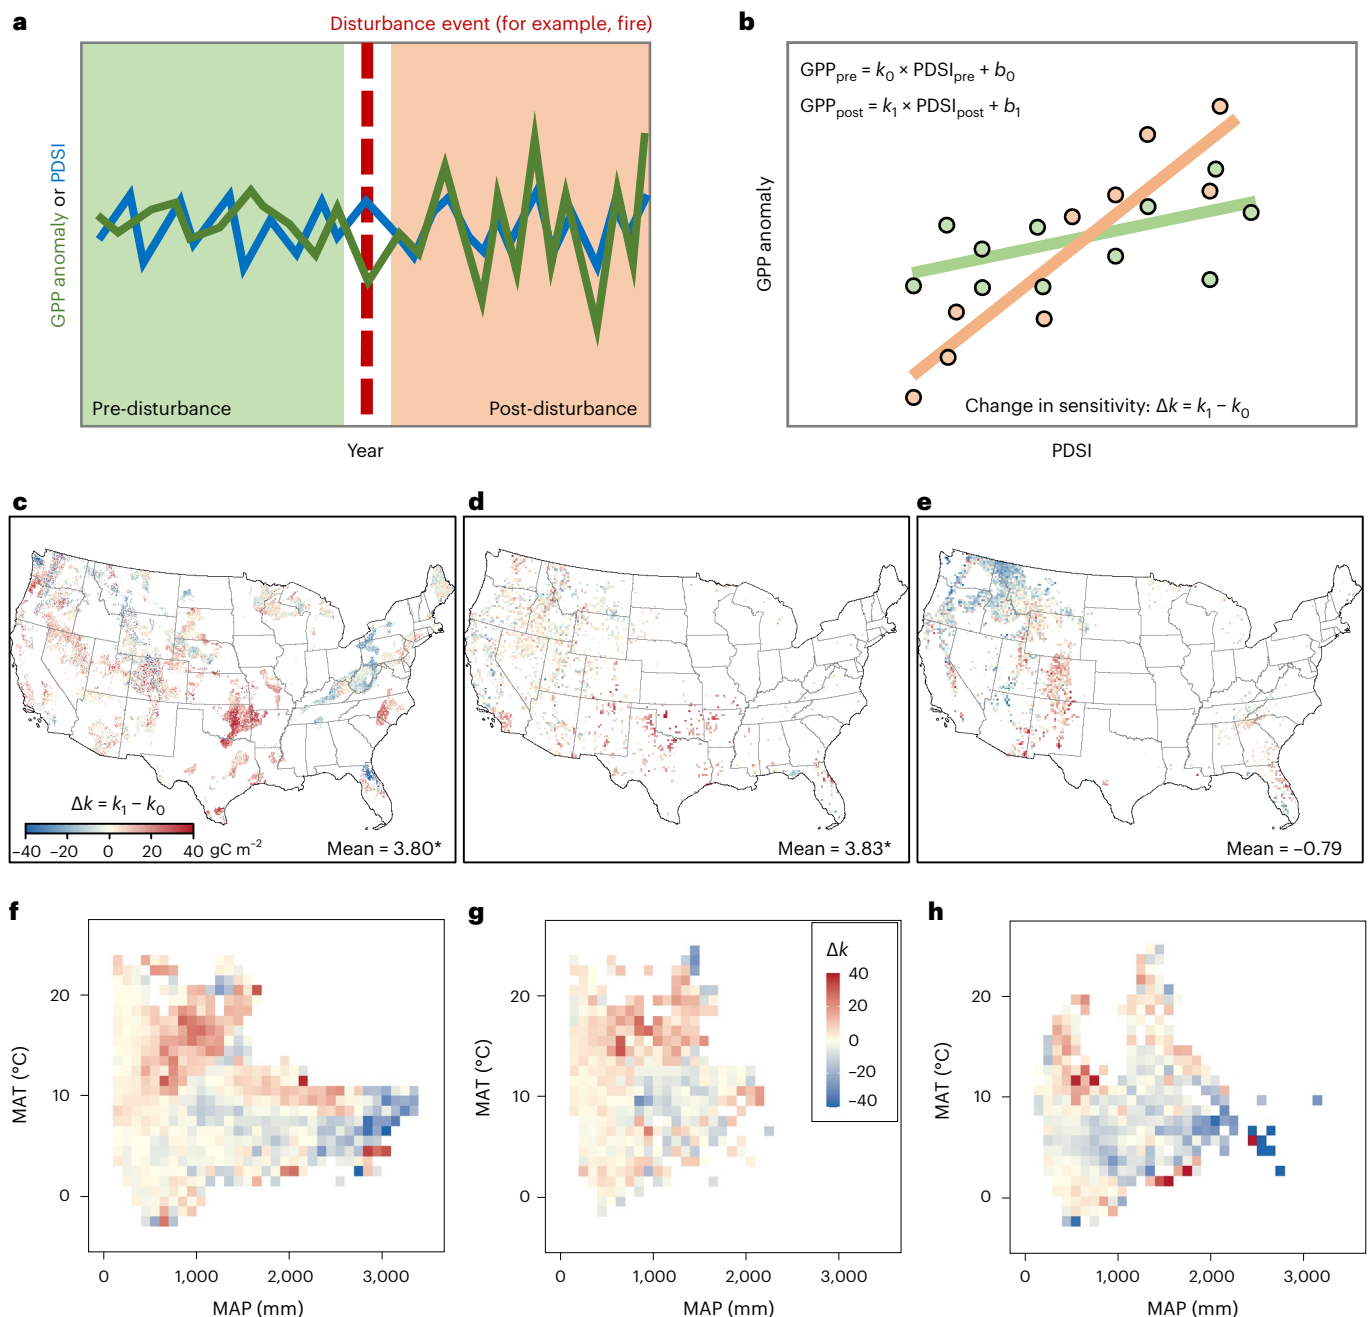 a
Disturbance event (for example, fire)
GPP anomaly or PDSI
Pre-disturbance
Post-disturbance
Year
b
GPPpre = k0 × PDSIpre + b0
GPPpost = k1 × PDSIpost + b1
GPP anomaly
Change in sensitivity: Δk = k1 − k0
PDSI
c
Δk = k1 − k0
−40 −20 0 20 40 gC m−2
Mean = 3.80*
d
Mean = 3.83*
e
Mean = −0.79
f
MAT (°C)
20
10
0
0 1,000 2,000 3,000
MAP (mm)
g
MAT (°C)
20
10
0
Δk
40
20
0
−20
−40
0 1,000 2,000 3,000
MAP (mm)
h
MAT (°C)
20
10
0
0 1,000 2,000 3,000
MAP (mm)